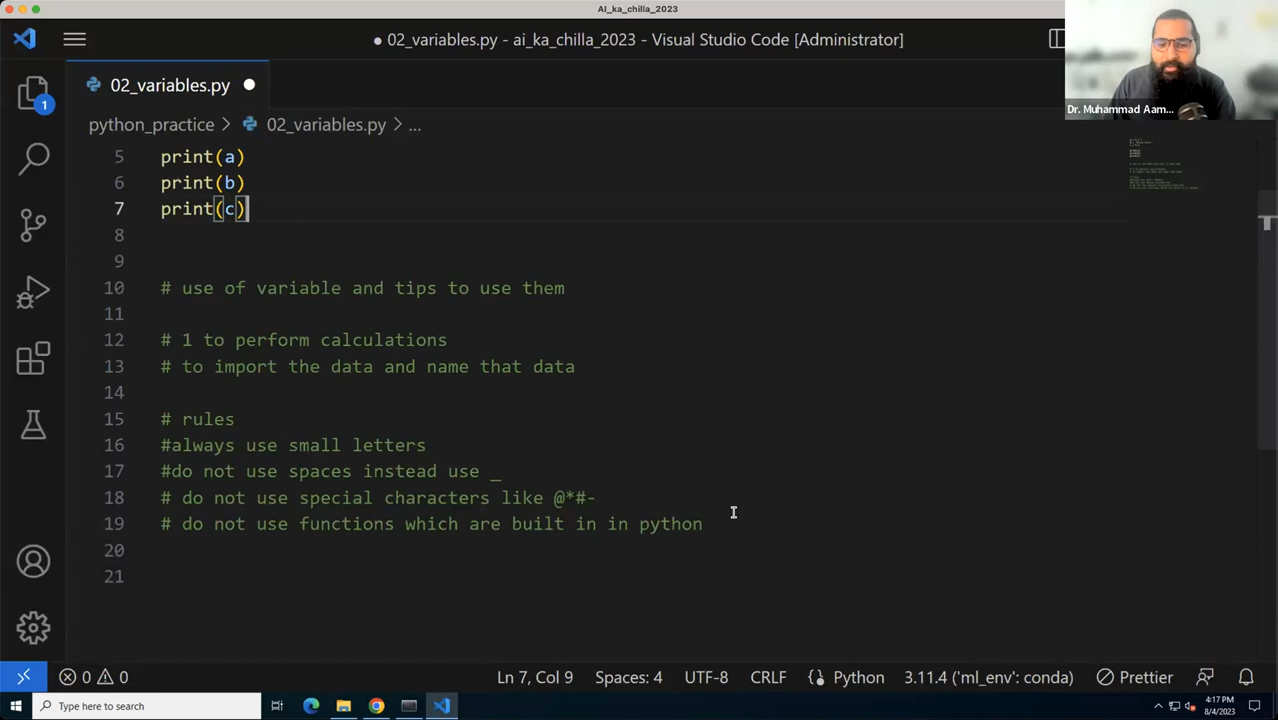 AI_ka_chilla_2023
● 02_variables.py - ai_ka_chilla_2023 - Visual Studio Code [Administrator]
Dr. Muhammad Aam...
1
02_variables.py ●
python_practice > 02_variables.py > ...
5 print(a)
6 print(b)
7 print(c)
8
9
10 # use of variable and tips to use them
11
12 # 1 to perform calculations
13 # to import the data and name that data
14
15 # rules
16 #always use small letters
17 #do not use spaces instead use _
18 # do not use special characters like @*#-
19 # do not use functions which are built in in python
20
21
0 0 Ln 7, Col 9 Spaces: 4 UTF-8 CRLF Python 3.11.4 ('ml_env': conda) Prettier
Type here to search
4:17 PM
8/4/2023